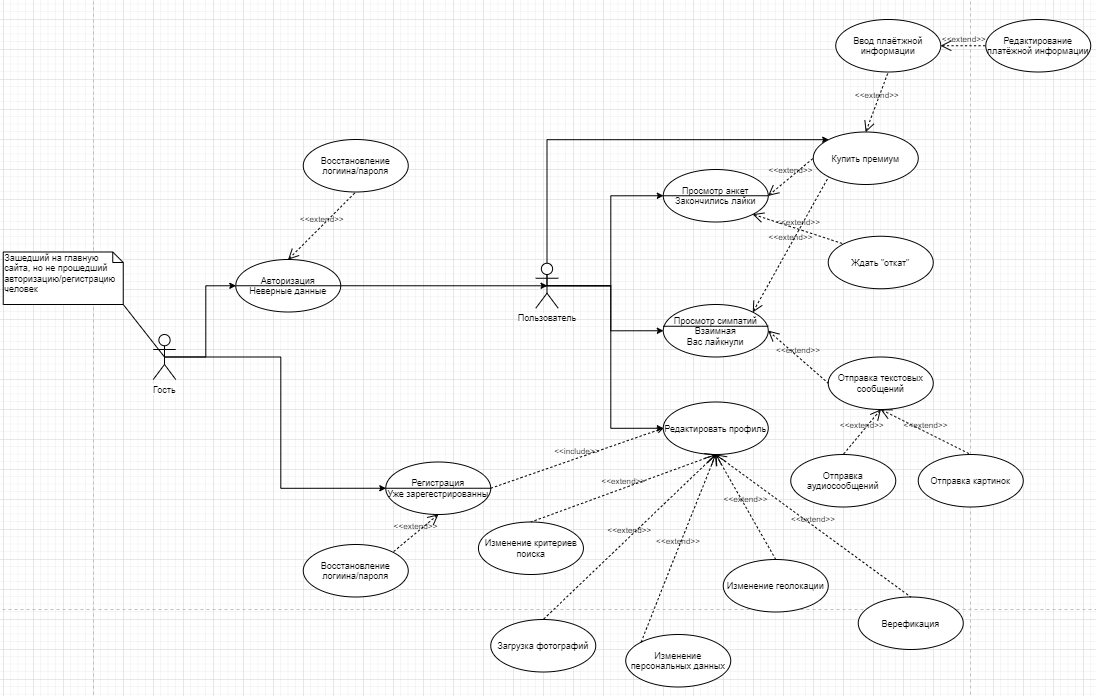 Ввод плаётжной
информации
<<extend>>
Редактирование
платёжной информации
<<extend>>
Купить премиум
Восстановление
логиина/пароля
<<extend>>
Просмотр анкет
Закончились лайки
<<extend>>
<<extend>>
<<extend>>
Ждать "откат"
Зашедший на главную
сайта, но не прошедший
авторизацию/регистрацию
человек
Авторизация
Неверные данные
Пользователь
Просмотр симпатий
Взаимная
Вас лайкнули
<<extend>>
Гость
Отправка текстовых
сообщений
<<extend>>
<<extend>>
Редактировать профиль
<<include>>
Отправка
аудиосообщений
Отправка картинок
Регистрация
Уже зарегестрированны
<<extend>>
<<extend>>
<<extend>>
<<extend>>
<<extend>>
<<extend>>
Восстановление
логиина/пароля
Изменение критериев
поиска
Изменение геолокации
Верефикация
Загрузка фотографий
Изменение
персональных данных